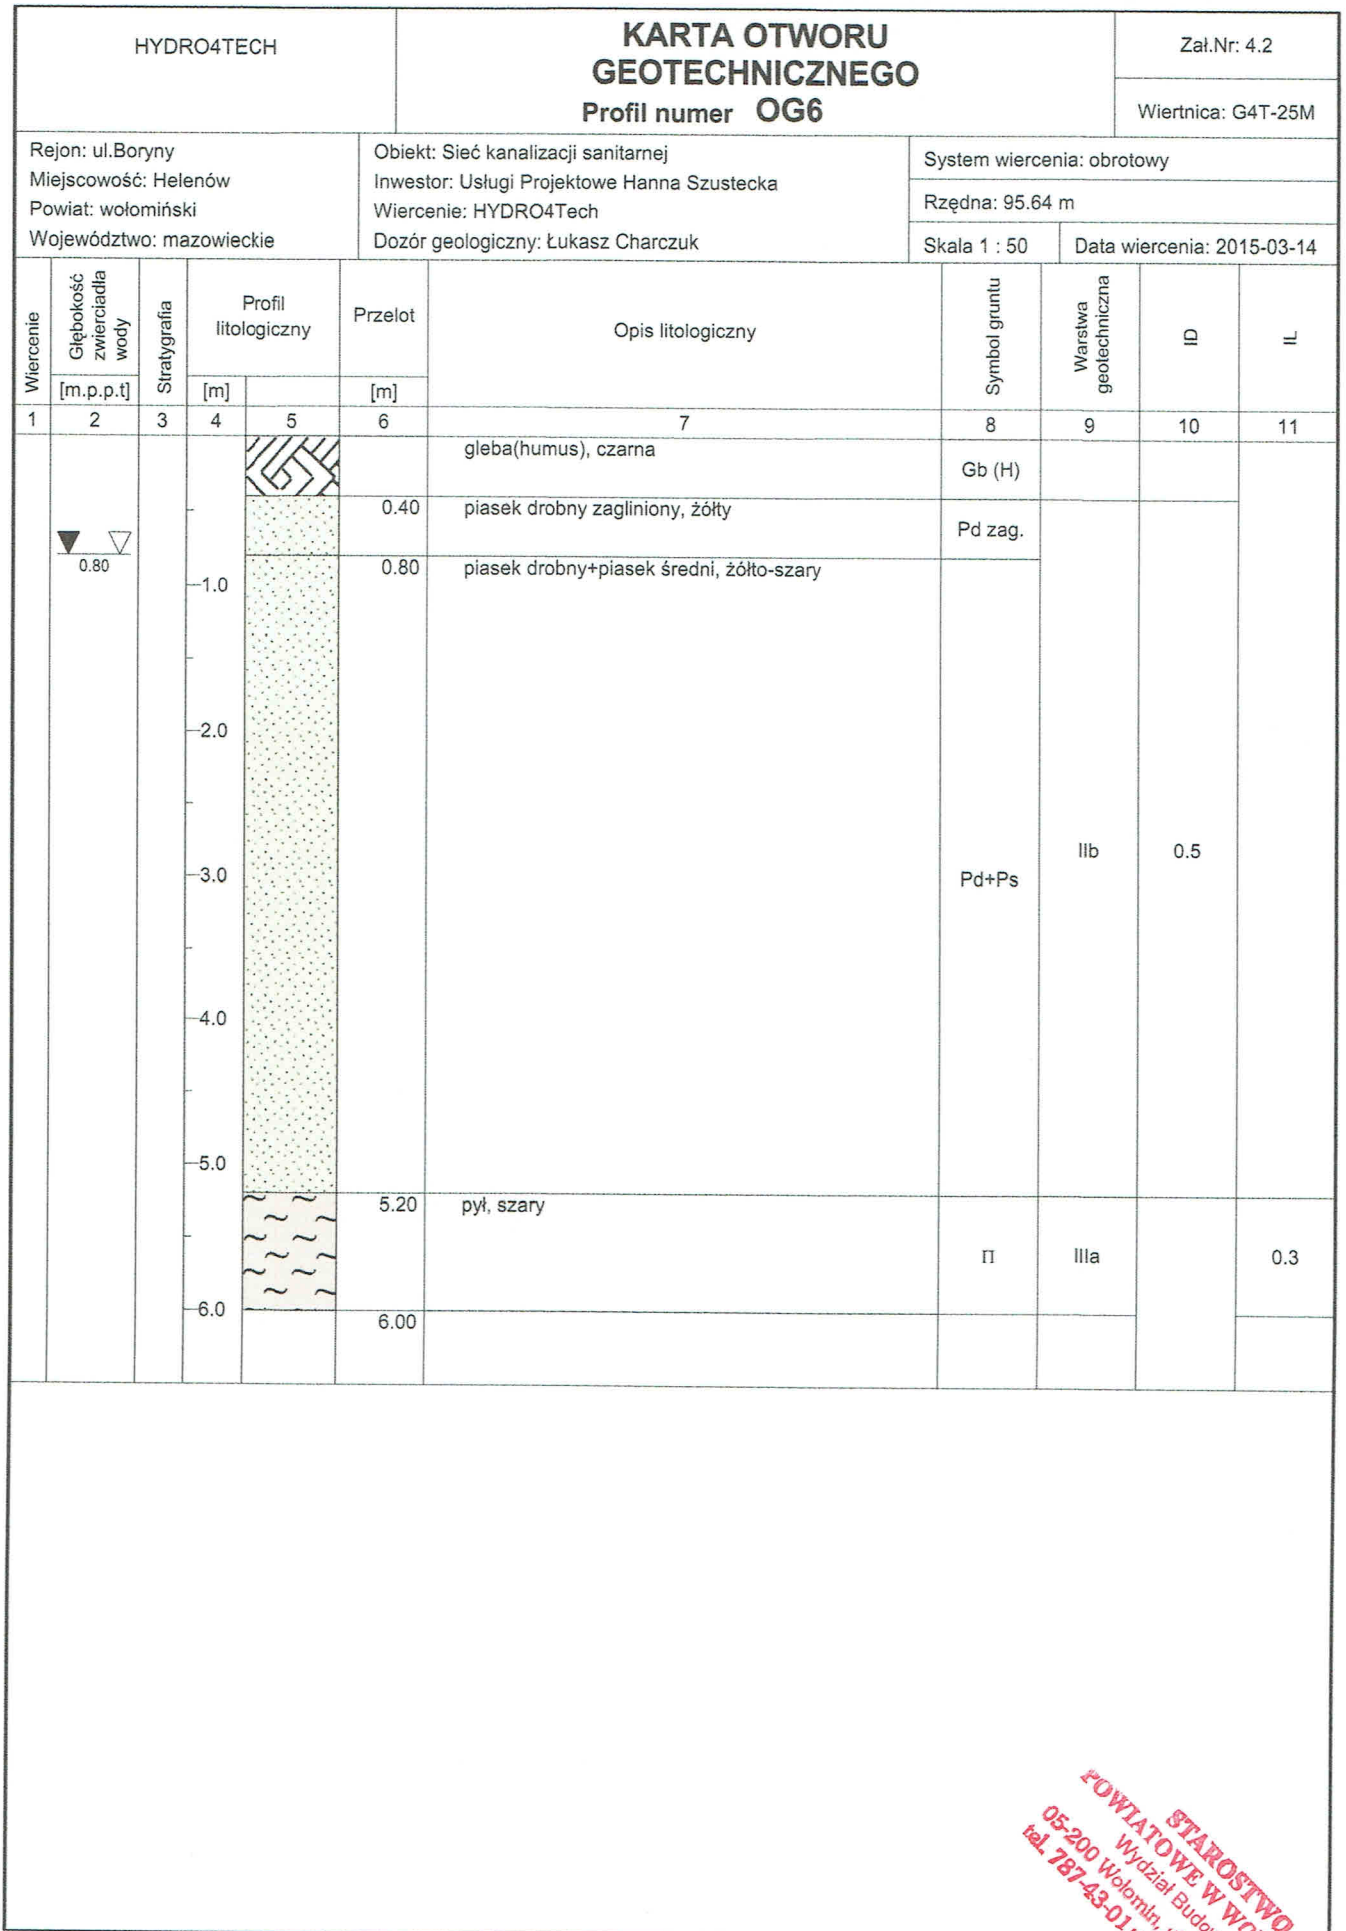 HYDRO4TECH
KARTA OTWORU
GEOTECHNICZNEGO
Profil numer OG6
Zał.Nr: 4.2
Wiertnica: G4T-25M
Rejon: ul.Boryny
Miejscowość: Helenów
Powiat: wołomiński
Województwo: mazowieckie
Obiekt: Sieć kanalizacji sanitarnej
Inwestor: Usługi Projektowe Hanna Szustecka
Wiercenie: HYDRO4Tech
Dozór geologiczny: Łukasz Charczuk
System wiercenia: obrotowy
Rzędna: 95.64 m
Skala 1 : 50
Data wiercenia: 2015-03-14
Wiercenie
Głębokość
zwierciadła
wody
[m.p.p.t]
Stratygrafia
Profil
litologiczny
[m]
Przelot
[m]
Opis litologiczny
Symbol gruntu
Warstwa
geotechniczna
ID
IL
1 2 3 4 5 6 7 8 9 10 11
gleba(humus), czarna
Gb (H)
0.40 piasek drobny zagliniony, żółty
Pd zag.
0.80
0.80 piasek drobny+piasek średni, żółto-szary
1.0
2.0
3.0
Pd+Ps
IIb
0.5
4.0
5.0
5.20 pył, szary
Π
IIIa
0.3
6.0
6.00
STAROSTWO
POWIATOWE W WO
Wydział Budo
05-200 Wołomin,
tel. 787-43-01